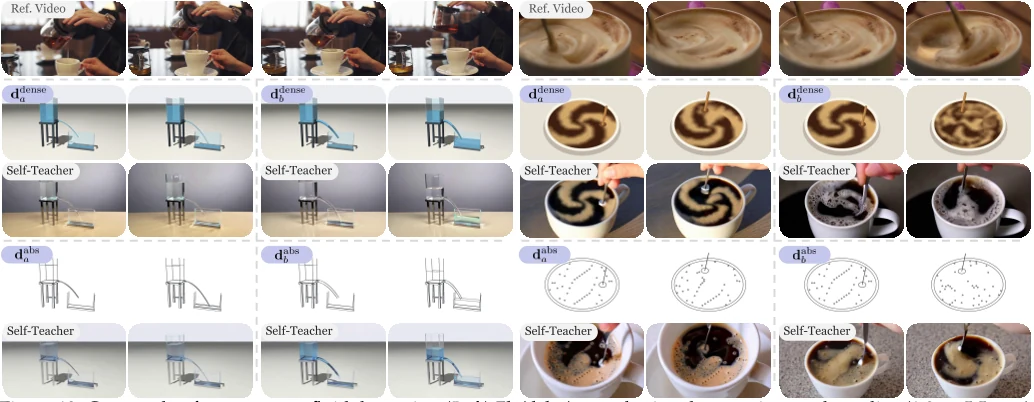 Ref. Video
Ref. Video
d_a^dense
d_b^dense
d_a^dense
d_b^dense
Self-Teacher
Self-Teacher
Self-Teacher
Self-Teacher
d_a^abs
d_b^abs
d_a^abs
d_b^abs
Self-Teacher
Self-Teacher
Self-Teacher
Self-Teacher